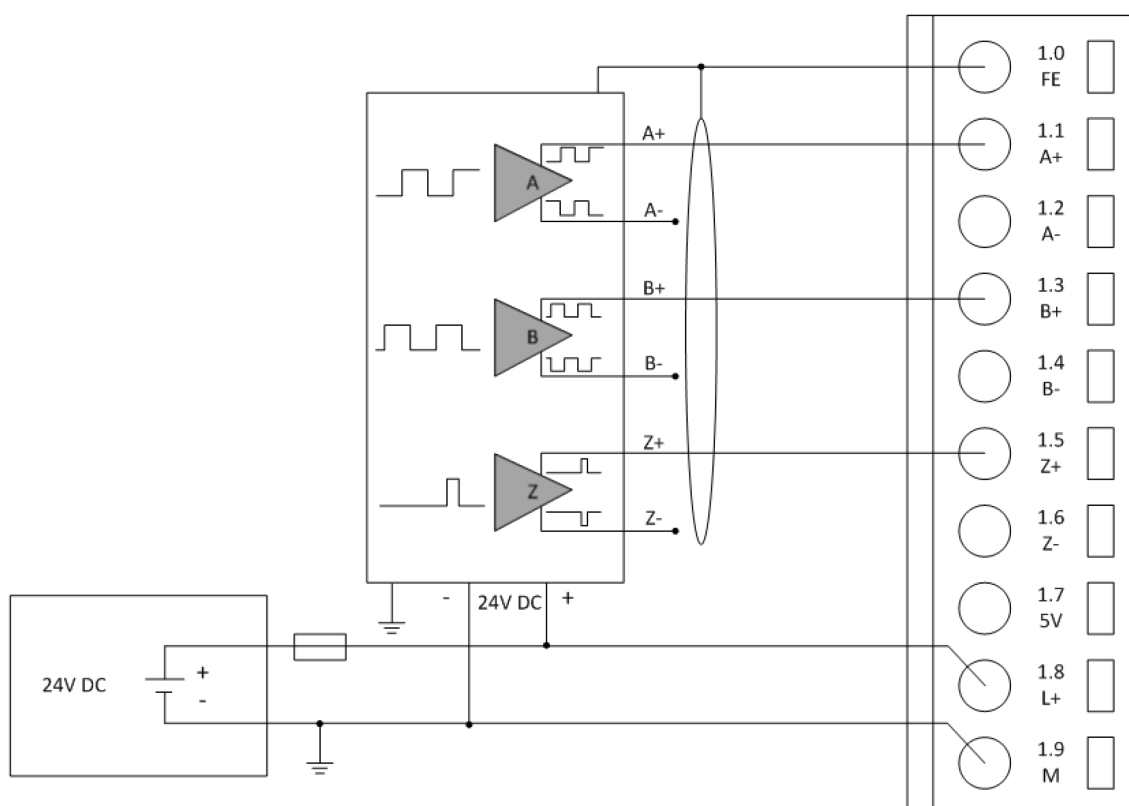 1.0
FE
A+
1.1
A+
A
A-
1.2
A-
B+
1.3
B+
B
B-
1.4
B-
Z+
1.5
Z+
Z
Z-
1.6
Z-
- 24V DC +
1.7
5V
24V DC
+
-
1.8
L+
1.9
M